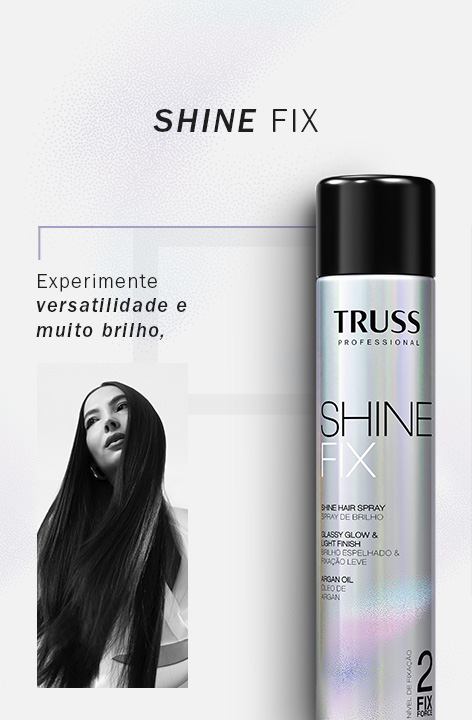 SHINE FIX
Experimente
versatilidade e
muito brilho,
TRUSS
PROFESSIONAL
SHINE
FIX
SHINE HAIR SPRAY
SPRAY DE BRILHO
GLASSY GLOW &
LIGHT FINISH
BRILHO ESPELHADO &
FIXAÇÃO LEVE
ARGAN OIL
ÓLEO DE
ARGAN
NÍVEL DE FIXAÇÃO
2
FIX
FORCE